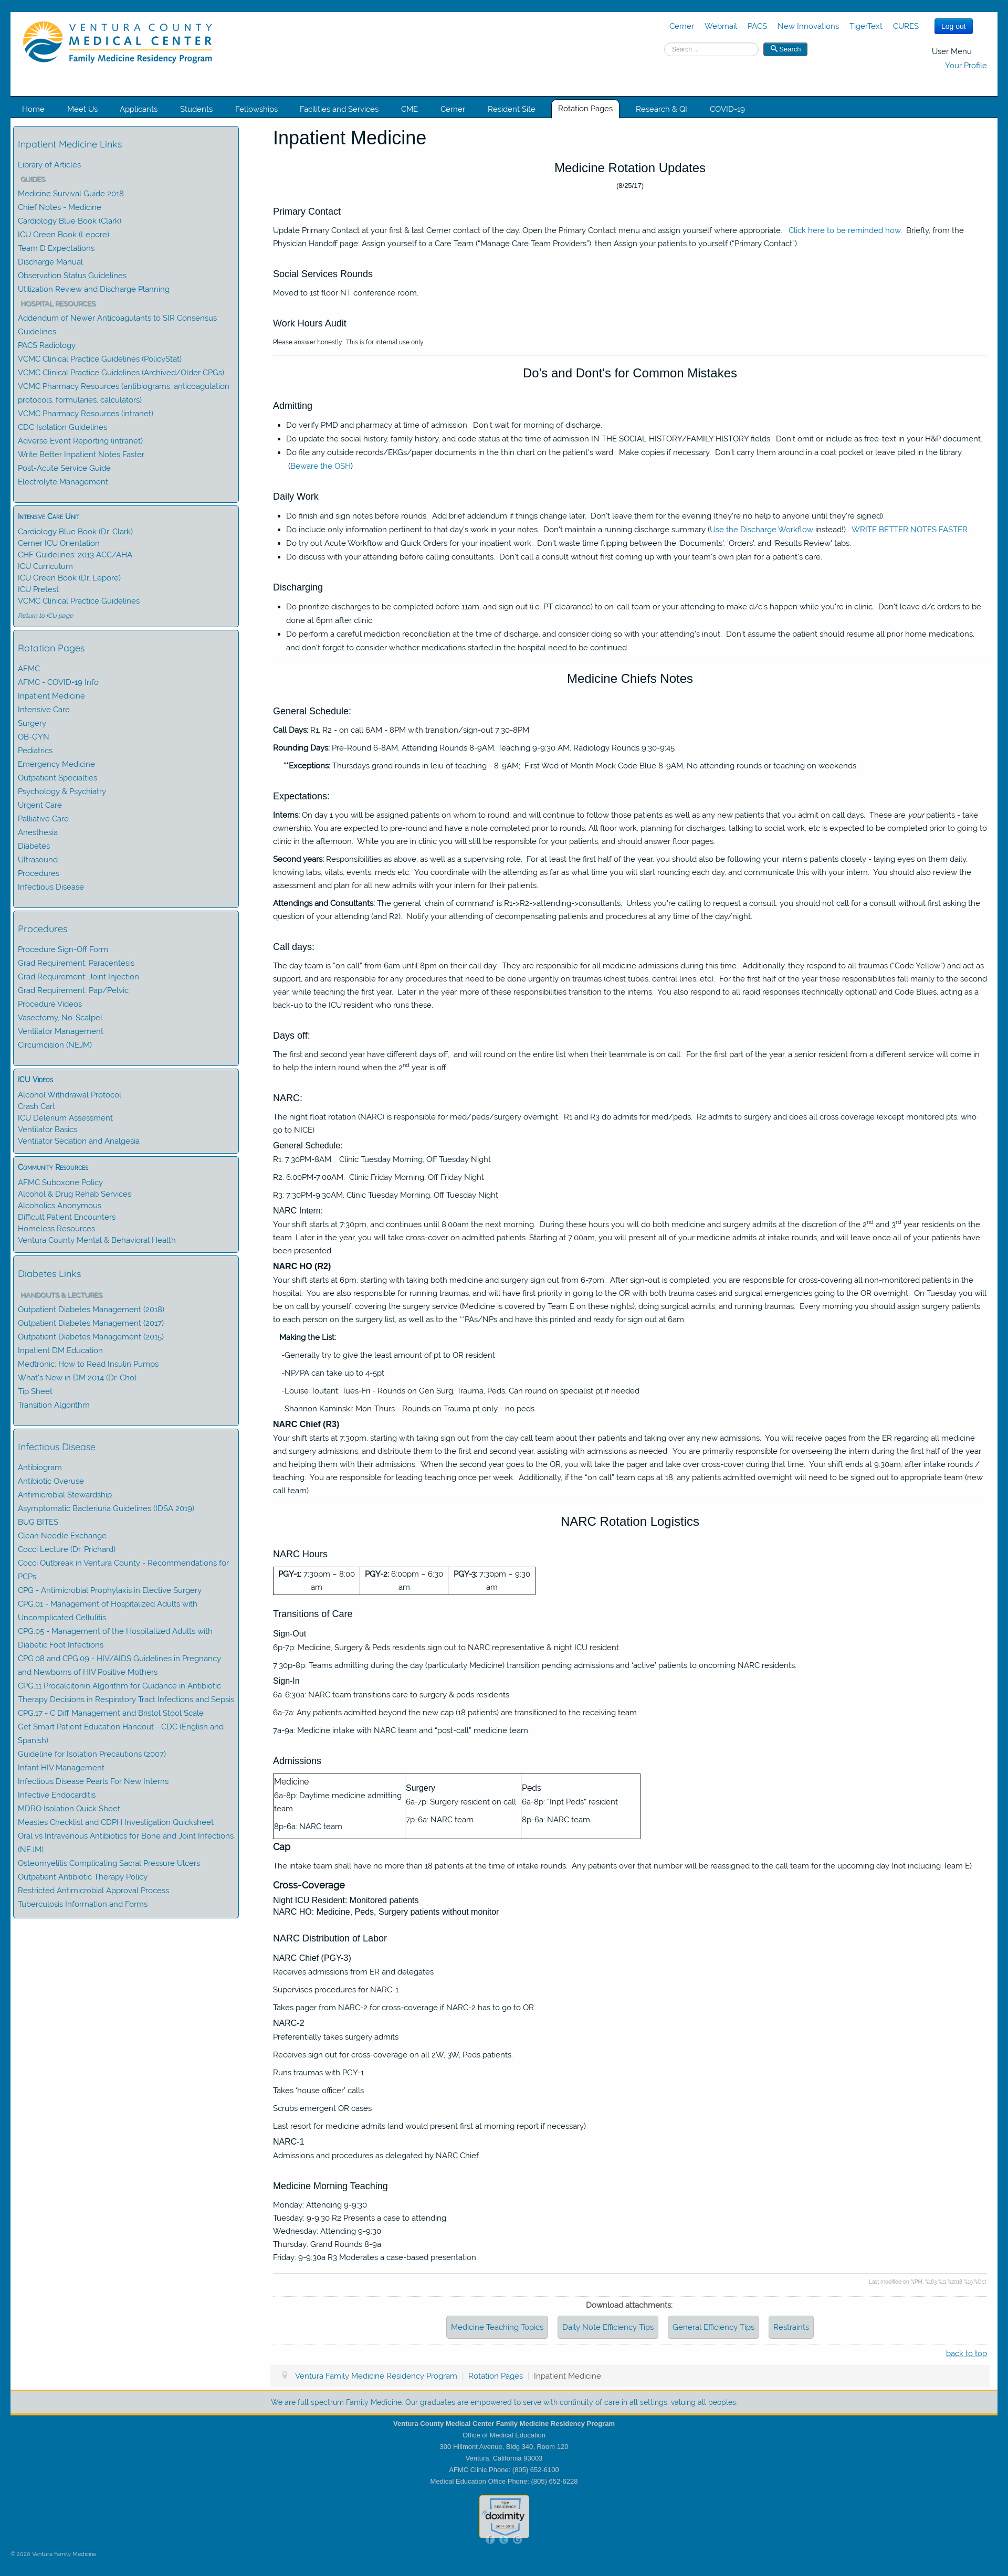 VENTURA COUNTY
MEDICAL CENTER
Family Medicine Residency Program
Cerner Webmail PACS New Innovations TigerText CURES Log out
Search ... Search
User Menu
Your Profile
Home Meet Us Applicants Students Fellowships Facilities and Services CME Cerner Resident Site Rotation Pages Research & QI COVID-19
Inpatient Medicine Links
Library of Articles
GUIDES
Medicine Survival Guide 2018
Chief Notes - Medicine
Cardiology Blue Book (Clark)
ICU Green Book (Lepore)
Team D Expectations
Discharge Manual
Observation Status Guidelines
Utilization Review and Discharge Planning
HOSPITAL RESOURCES
Addendum of Newer Anticoagulants to SIR Consensus
Guidelines
PACS Radiology
VCMC Clinical Practice Guidelines (PolicyStat)
VCMC Clinical Practice Guidelines (Archived/Older CPGs)
VCMC Pharmacy Resources (antibiograms, anticoagulation
protocols, formularies, calculators)
VCMC Pharmacy Resources (intranet)
CDC Isolation Guidelines
Adverse Event Reporting (intranet)
Write Better Inpatient Notes Faster
Post-Acute Service Guide
Electrolyte Management
Intensive Care Unit
Cardiology Blue Book (Dr. Clark)
Cerner ICU Orientation
CHF Guidelines: 2013 ACC/AHA
ICU Curriculum
ICU Green Book (Dr. Lepore)
ICU Pretest
VCMC Clinical Practice Guidelines
Return to ICU page
Rotation Pages
AFMC
AFMC - COVID-19 Info
Inpatient Medicine
Intensive Care
Surgery
OB-GYN
Pediatrics
Emergency Medicine
Outpatient Specialties
Psychology & Psychiatry
Urgent Care
Palliative Care
Anesthesia
Diabetes
Ultrasound
Procedures
Infectious Disease
Procedures
Procedure Sign-Off Form
Grad Requirement: Paracentesis
Grad Requirement: Joint Injection
Grad Requirement: Pap/Pelvic
Procedure Videos
Vasectomy, No-Scalpel
Ventilator Management
Circumcision (NEJM)
ICU Videos
Alcohol Withdrawal Protocol
Crash Cart
ICU Delerium Assessment
Ventilator Basics
Ventilator Sedation and Analgesia
Community Resources
AFMC Suboxone Policy
Alcohol & Drug Rehab Services
Alcoholics Anonymous
Difficult Patient Encounters
Homeless Resources
Ventura County Mental & Behavioral Health
Diabetes Links
HANDOUTS & LECTURES
Outpatient Diabetes Management (2018)
Outpatient Diabetes Management (2017)
Outpatient Diabetes Management (2015)
Inpatient DM Education
Medtronic: How to Read Insulin Pumps
What's New in DM 2014 (Dr. Cho)
Tip Sheet
Transition Algorithm
Infectious Disease
Antibiogram
Antibiotic Overuse
Antimicrobial Stewardship
Asymptomatic Bacteriuria Guidelines (IDSA 2019)
BUG BITES
Clean Needle Exchange
Cocci Lecture (Dr. Prichard)
Cocci Outbreak in Ventura County - Recommendations for
PCPs
CPG - Antimicrobial Prophylaxis in Elective Surgery
CPG.01 - Management of Hospitalized Adults with
Uncomplicated Cellulitis
CPG.05 - Management of the Hospitalized Adults with
Diabetic Foot Infections
CPG.08 and CPG.09 - HIV/AIDS Guidelines in Pregnancy
and Newborns of HIV Positive Mothers
CPG.11 Procalcitonin Algorithm for Guidance in Antibiotic
Therapy Decisions in Respiratory Tract Infections and Sepsis
CPG.17 - C Diff Management and Bristol Stool Scale
Get Smart Patient Education Handout - CDC (English and
Spanish)
Guideline for Isolation Precautions (2007)
Infant HIV Management
Infectious Disease Pearls For New Interns
Infective Endocarditis
MDRO Isolation Quick Sheet
Measles Checklist and CDPH Investigation Quicksheet
Oral vs Intravenous Antibiotics for Bone and Joint Infections
(NEJM)
Osteomyelitis Complicating Sacral Pressure Ulcers
Outpatient Antibiotic Therapy Policy
Restricted Antimicrobial Approval Process
Tuberculosis Information and Forms
Inpatient Medicine
Medicine Rotation Updates
(8/25/17)
Primary Contact
Update Primary Contact at your first & last Cerner contact of the day. Open the Primary Contact menu and assign yourself where appropriate. Click here to be reminded how. Briefly, from the
Physician Handoff page: Assign yourself to a Care Team ("Manage Care Team Providers"), then Assign your patients to yourself ("Primary Contact").
Social Services Rounds
Moved to 1st floor NT conference room.
Work Hours Audit
Please answer honestly. This is for internal use only.
Do's and Dont's for Common Mistakes
Admitting
• Do verify PMD and pharmacy at time of admission. Don't wait for morning of discharge.
• Do update the social history, family history, and code status at the time of admission IN THE SOCIAL HISTORY/FAMILY HISTORY fields. Don't omit or include as free-text in your H&P document.
• Do file any outside records/EKGs/paper documents in the thin chart on the patient's ward. Make copies if necessary. Don't carry them around in a coat pocket or leave piled in the library.
(Beware the OSH)
Daily Work
• Do finish and sign notes before rounds. Add brief addendum if things change later. Don't leave them for the evening (they're no help to anyone until they're signed).
• Do include only information pertinent to that day's work in your notes. Don't maintain a running discharge summary (Use the Discharge Workflow instead!). WRITE BETTER NOTES FASTER.
• Do try out Acute Workflow and Quick Orders for your inpatient work. Don't waste time flipping between the 'Documents', 'Orders', and 'Results Review' tabs.
• Do discuss with your attending before calling consultants. Don't call a consult without first coming up with your team's own plan for a patient's care.
Discharging
• Do prioritize discharges to be completed before 11am, and sign out (i.e. PT clearance) to on-call team or your attending to make d/c's happen while you're in clinic. Don't leave d/c orders to be
done at 6pm after clinic.
• Do perform a careful mediction reconciliation at the time of discharge, and consider doing so with your attending's input. Don't assume the patient should resume all prior home medications,
and don't forget to consider whether medications started in the hospital need to be continued
Medicine Chiefs Notes
General Schedule:
Call Days: R1, R2 - on call 6AM - 8PM with transition/sign-out 7:30-8PM
Rounding Days: Pre-Round 6-8AM, Attending Rounds 8-9AM, Teaching 9-9:30 AM, Radiology Rounds 9:30-9:45
**Exceptions: Thursdays grand rounds in leiu of teaching - 8-9AM; First Wed of Month Mock Code Blue 8-9AM, No attending rounds or teaching on weekends.
Expectations:
Interns: On day 1 you will be assigned patients on whom to round, and will continue to follow those patients as well as any new patients that you admit on call days. These are your patients - take
ownership. You are expected to pre-round and have a note completed prior to rounds. All floor work, planning for discharges, talking to social work, etc is expected to be completed prior to going to
clinic in the afternoon. While you are in clinic you will still be responsible for your patients, and should answer floor pages.
Second years: Responsibilities as above, as well as a supervising role. For at least the first half of the year, you should also be following your intern's patients closely - laying eyes on them daily,
knowing labs, vitals, events, meds etc. You coordinate with the attending by phone what time you will start rounding each day, and communicate this with your intern. You should also review the
assessment and plan for all new admits with your intern for their patients.
Attendings and Consultants: The general 'chain of command' is R1->R2->attending->consultants. Unless you're calling to request a consult, you should not call for a consult without first asking the
question of your attending (and R2). Notify your attending of decompensating patients and procedures at any time of the day/night.
Call days:
The day team is "on call" from 6am until 8pm on their call day. They are responsible for all medicine admissions during this time. Additionally, they respond to all traumas ("Code Yellow") and act as
support, as well as have any procedures that need to be done urgently on traumas (chest tubes, central lines, etc). For the first half of the year these responsibilities fall mainly to the second
year, while teaching the first year. Later in the year, more of these responsibilities transition to the interns. You also respond to all rapid responses (technically optional) and Code Blues, acting as a
back-up to the ICU resident who runs these.
Days off:
The first and second year have different days off, and will round on the entire list when their teammate is on call. For the first part of the year, a senior resident from a different service will come in
to help the intern round when the 2nd year is off.
NARC:
The night float rotation (NARC) is responsible for med/peds/surgery overnight. R1 and R3 do admits for med/peds. R2 admits to surgery and does all cross coverage (except monitored pts, who
go to NICE)
General Schedule:
R1: 7:30PM-8AM. Clinic Tuesday Morning, Off Tuesday Night
R2: 6:00PM-7:00AM. Clinic Friday Morning, Off Friday Night
R3: 7:30PM-9:30AM. Clinic Tuesday Morning, Off Tuesday Night
NARC Intern:
Your shift starts at 7:30pm, and continues until 8:00am the next morning. During these hours you will do both medicine and surgery admits at the discretion of the 2nd and 3rd year residents on the
team. Later in the year, you will take cross-cover on admitted patients. Starting at 7:00am, you will present all of your medicine admits at intake rounds, and will leave once all of your patients have
been presented.
NARC HO (R2)
Your shift starts at 6pm, starting with taking both medicine and surgery sign out from 6-7pm. After sign-out is completed, you are responsible for cross-covering all non-monitored patients in the
hospital. You are also responsible for running traumas, and will have first priority in going to the OR with both trauma cases and surgical emergencies going to the OR overnight. On Tuesday you will
be on call by yourself, covering the surgery service (Medicine is covered by Team E on these nights), doing surgical admits, and running traumas. Every morning you should assign surgery patients
to each person on the surgery list, as well as to the **PAs/NPs and have this printed and ready for sign out at 6am.
Making the List:
-Generally try to give the least amount of pt to OR resident
-NP/PA can take up to 4-5pt
-Louise Toutant: Tues-Fri - Rounds on Gen Surg, Trauma, Peds, Can round on specialist pt if needed
-Shannon Kaminski: Mon-Thurs - Rounds on Trauma pt only - no peds
NARC Chief (R3)
Your shift starts at 7:30pm, starting with taking sign out from the day call team about their patients and taking over any new admissions. You will receive pages from the ER regarding all medicine
and surgery admissions, and distribute them to the first and second year, assisting with admissions as needed. You are primarily responsible for overseeing the intern during the first half of the year
and helping them with their admissions. When the second year goes to the OR, you will take the pager and take over cross-cover during that time. Your shift ends at 9:30am, after intake rounds /
teaching. You are responsible for leading teaching once per week. Additionally, if the "on call" team caps at 18, any patients admitted overnight will need to be signed out to appropriate team (new
call team).
NARC Rotation Logistics
NARC Hours
PGY-1: 7:30pm – 8:00 am PGY-2: 6:00pm – 6:30 am PGY-3: 7:30pm – 9:30 am
Transitions of Care
Sign-Out
6p-7p: Medicine, Surgery & Peds residents sign out to NARC representative & night ICU resident.
7:30p-8p: Teams admitting during the day (particularly Medicine) transition pending admissions and 'active' patients to oncoming NARC residents.
Sign-In
6a-6:30a: NARC team transitions care to surgery & peds residents.
6a-7a: Any patients admitted beyond the new cap (18 patients) are transitioned to the receiving team
7a-9a: Medicine intake with NARC team and "post-call" medicine team.
Admissions
Medicine
6a-8p: Daytime medicine admitting
team
8p-6a: NARC team
Surgery
6a-7p: Surgery resident on call
7p-6a: NARC team
Peds
6a-8p: "Inpt Peds" resident
8p-6a: NARC team
Cap
The intake team shall have no more than 18 patients at the time of intake rounds. Any patients over that number will be reassigned to the call team for the upcoming day (not including Team E)
Cross-Coverage
Night ICU Resident: Monitored patients
NARC HO: Medicine, Peds, Surgery patients without monitor
NARC Distribution of Labor
NARC Chief (PGY-3)
Receives admissions from ER and delegates
Supervises procedures for NARC-1
Takes pager from NARC-2 for cross-coverage if NARC-2 has to go to OR
NARC-2
Preferentially takes surgery admits
Receives sign out for cross-coverage on all 2W, 3W, Peds patients.
Runs traumas with PGY-1
Takes 'house officer' calls
Scrubs emergent OR cases
Last resort for medicine admits (and would present first at morning report if necessary)
NARC-1
Admissions and procedures as delegated by NARC Chief.
Medicine Morning Teaching
Monday: Attending 9-9:30
Tuesday: 9-9:30 R2 Presents a case to attending
Wednesday: Attending 9-9:30
Thursday: Grand Rounds 8-9a
Friday: 9-9:30a R3 Moderates a case-based presentation
Download attachments:
Medicine Teaching Topics Daily Note Efficiency Tips General Efficiency Tips Restraints
back to top
Ventura Family Medicine Residency Program | Rotation Pages | Inpatient Medicine
We are full spectrum Family Medicine. Our graduates are empowered to serve with continuity of care in all settings, valuing all peoples.
Ventura County Medical Center Family Medicine Residency Program
Office of Medical Education
300 Hillmont Avenue, Bldg 340, Room 120
Ventura, California 93003
AFMC Clinic Phone: (805) 652-6100
Medical Education Office Phone: (805) 652-6228
TOP
RESIDENCY
doximity
© 2020 Ventura Family Medicine